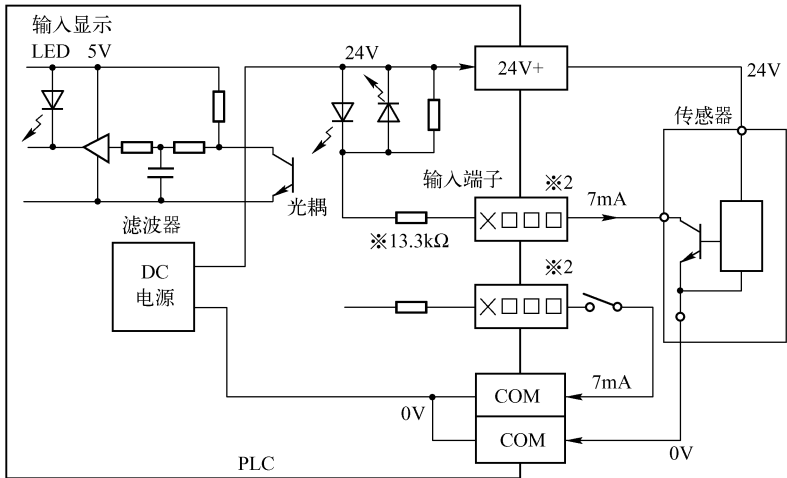 输入显示
LED 5V
24V
24V+
24V
传感器
光耦
滤波器
输入端子
※2
7mA
×□□□
※13.3kΩ
DC
电源
※2
×□□□
7mA
COM
0V
COM
0V
PLC